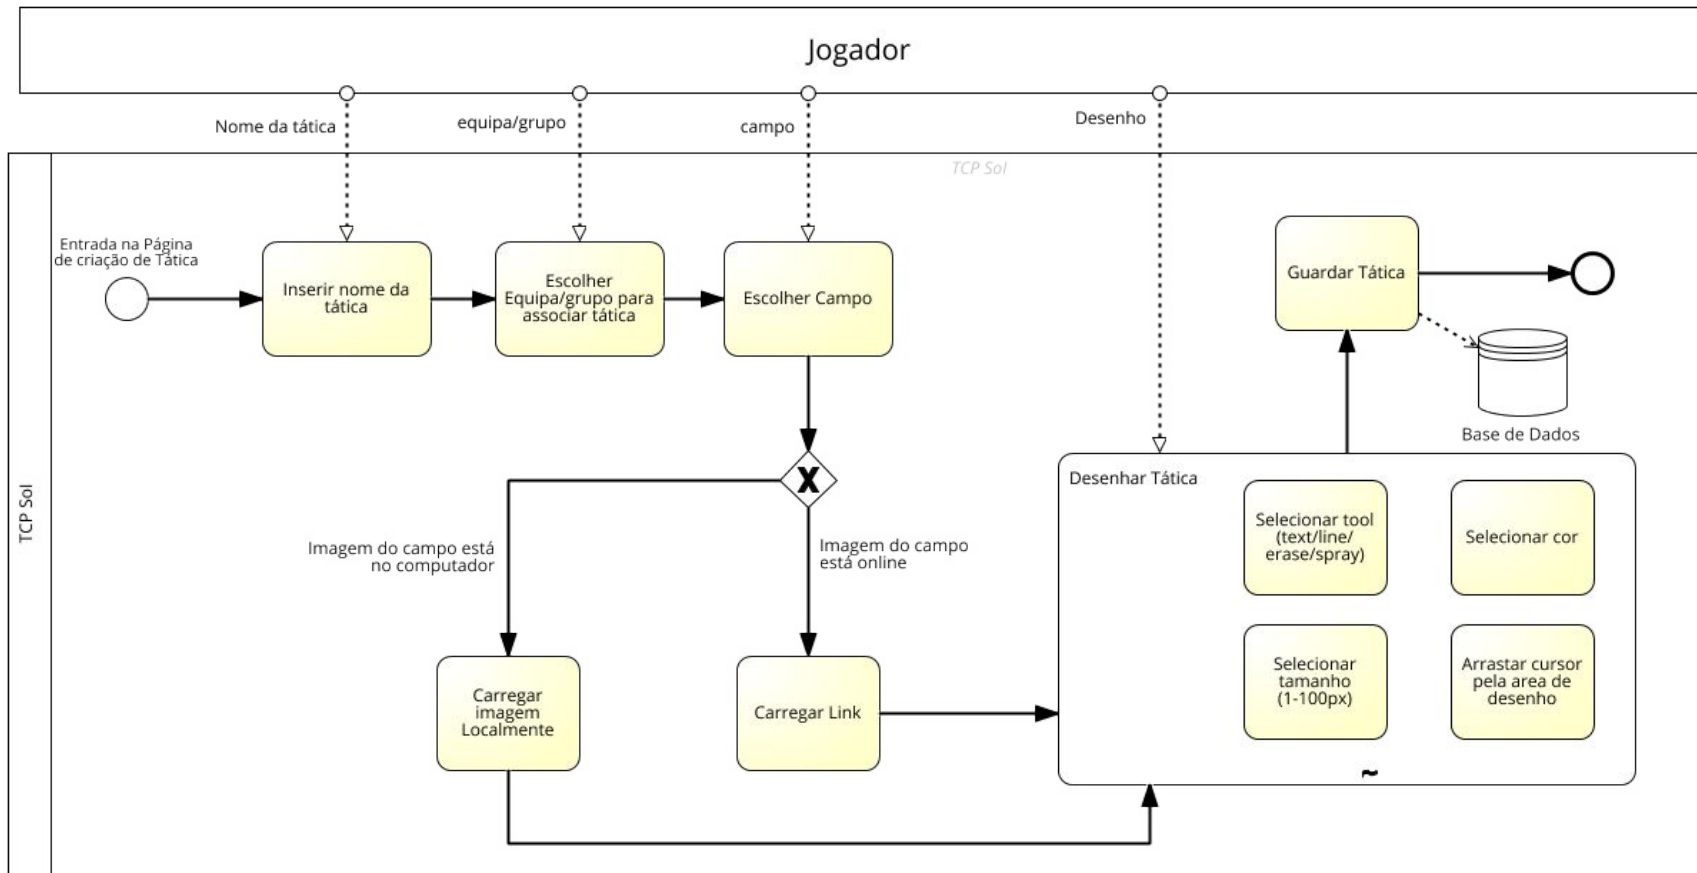 Jogador
Nome da tática
equipa/grupo
campo
Desenho
TCP Sol
TCP Sol
Entrada na Página
de criação de Tática
Inserir nome da
tática
Escolher
Equipa/grupo para
associar tática
Escolher Campo
Guardar Tática
Base de Dados
X
Imagem do campo está
no computador
Imagem do campo
está online
Carregar
imagem
Localmente
Carregar Link
Desenhar Tática
Selecionar tool
(text/line/
erase/spray)
Selecionar cor
Selecionar
tamanho
(1-100px)
Arrastar cursor
pela area de
desenho
~